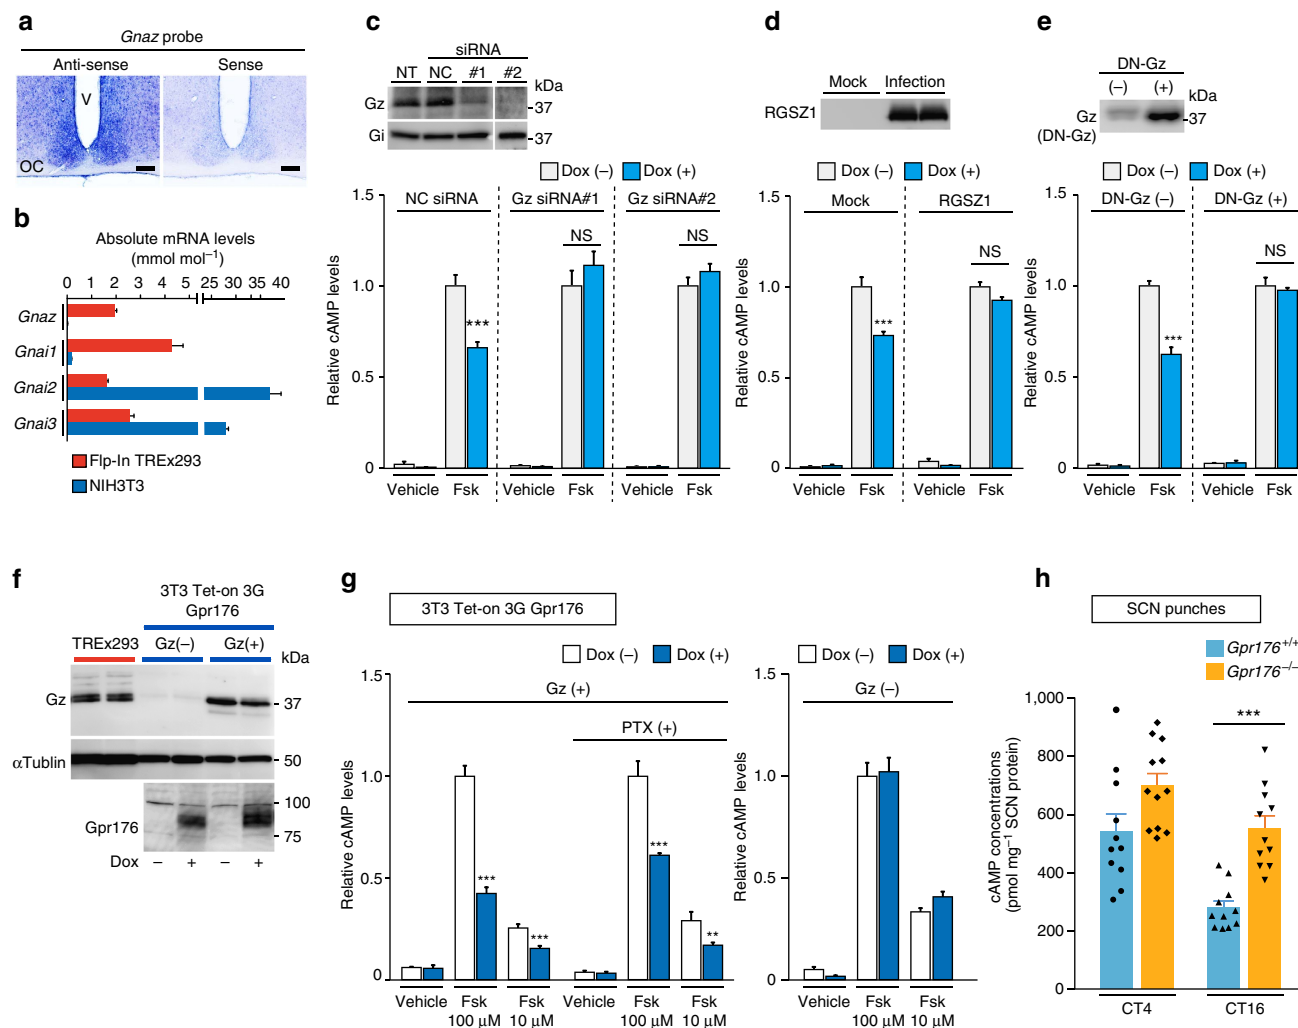 a
Gnaz probe
Anti-sense
Sense
V
OC
b
Absolute mRNA levels
(mmol mol⁻¹)
0 1 2 3 4 5 25 30 35 40
Gnaz
Gnai1
Gnai2
Gnai3
Flp-In TREx293
NIH3T3
c
siRNA
NT NC #1 #2 kDa
Gz -37
Gi -37
Dox (–) Dox (+)
NC siRNA Gz siRNA#1 Gz siRNA#2
NS NS
***
Relative cAMP levels
1.5
1.0
0.5
0
Vehicle Fsk Vehicle Fsk Vehicle Fsk
d
Mock Infection
RGSZ1
Dox (–) Dox (+)
Mock RGSZ1
NS
***
Relative cAMP levels
1.5
1.0
0.5
0
Vehicle Fsk Vehicle Fsk
e
DN-Gz
(–) (+) kDa
Gz -37
(DN-Gz)
Dox (–) Dox (+)
DN-Gz (–) DN-Gz (+)
NS
***
Relative cAMP levels
1.5
1.0
0.5
0
Vehicle Fsk Vehicle Fsk
f
3T3 Tet-on 3G
Gpr176
TREx293 Gz(–) Gz(+) kDa
Gz - 37
αTublin - 50
- 100
Gpr176
75
Dox – + – +
g
3T3 Tet-on 3G Gpr176
Dox (–) Dox (+)
Gz (+)
PTX (+)
*** *** *** **
Relative cAMP levels
1.5
1.0
0.5
0
Vehicle Fsk 100 μM Fsk 10 μM Vehicle Fsk 100 μM Fsk 10 μM
Dox (–) Dox (+)
Gz (–)
Relative cAMP levels
1.5
1.0
0.5
0
Vehicle Fsk 100 μM Fsk 10 μM
h
SCN punches
Gpr176+/+
Gpr176–/–
***
cAMP concentrations
(pmol mg⁻¹ SCN protein)
1,000
800
600
400
200
0
CT4 CT16